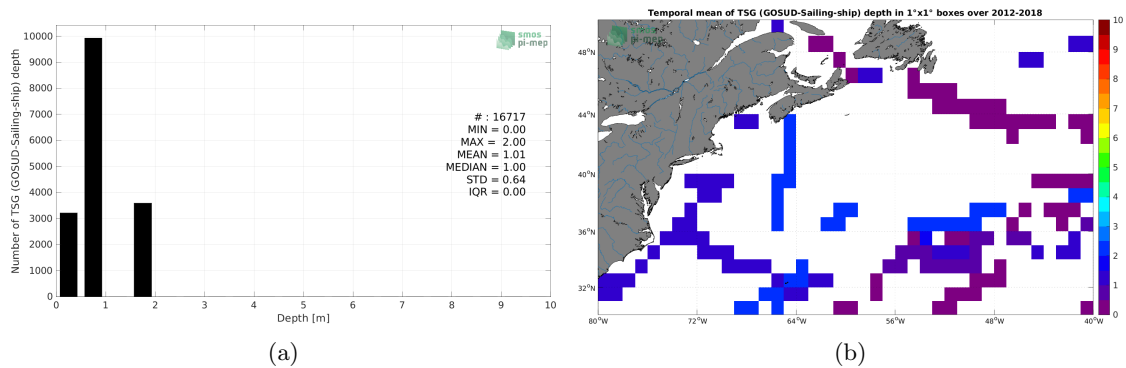 smos
pi-mep
10000
9000
8000
7000
6000
5000
4000
3000
2000
1000
0
Number of TSG (GOSUD-Sailing-ship) depth
# : 16717
MIN = 0.00
MAX = 2.00
MEAN = 1.01
MEDIAN = 1.00
STD = 0.64
IQR = 0.00
0 1 2 3 4 5 6 7 8 9 10
Depth [m]
(a)
Temporal mean of TSG (GOSUD-Sailing-ship) depth in 1°x1° boxes over 2012-2018
smos
pi-mep
48°N
44°N
40°N
36°N
32°N
80°W 72°W 64°W 56°W 48°W 40°W
10
9
8
7
6
5
4
3
2
1
0
(b)